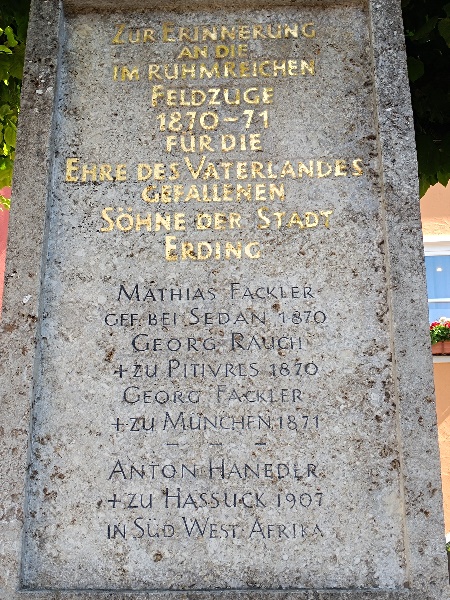 ZUR ERINNERUNG
AN DIE
IM RUHMREICHEN
FELDZUGE
1870-71
FÜR DIE
EHRE DES VATERLANDES
GEFALLENEN
SÖHNE DER STADT
ERDING
MATHIAS FACKLER
GEF. BEI SEDAN 1870
GEORG RAUCH
+ZU PITIVRES 1870
GEORG FACKLER
+ZU MÜNCHEN 1871
— — —
ANTON HANEDER
+ZU HASSUCK 1907
IN SÜD WEST AFRIKA